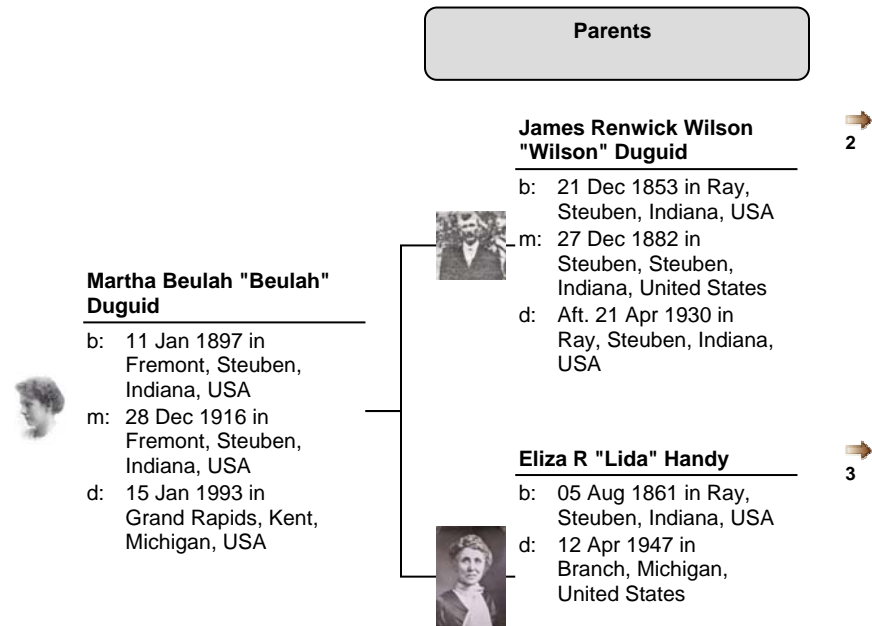 Parents
James Renwick Wilson
"Wilson" Duguid
b: 21 Dec 1853 in Ray,
Steuben, Indiana, USA
m: 27 Dec 1882 in
Steuben, Steuben,
Indiana, United States
d: Aft. 21 Apr 1930 in
Ray, Steuben, Indiana,
USA
2
Martha Beulah "Beulah"
Duguid
b: 11 Jan 1897 in
Fremont, Steuben,
Indiana, USA
m: 28 Dec 1916 in
Fremont, Steuben,
Indiana, USA
d: 15 Jan 1993 in
Grand Rapids, Kent,
Michigan, USA
Eliza R "Lida" Handy
b: 05 Aug 1861 in Ray,
Steuben, Indiana, USA
d: 12 Apr 1947 in
Branch, Michigan,
United States
3